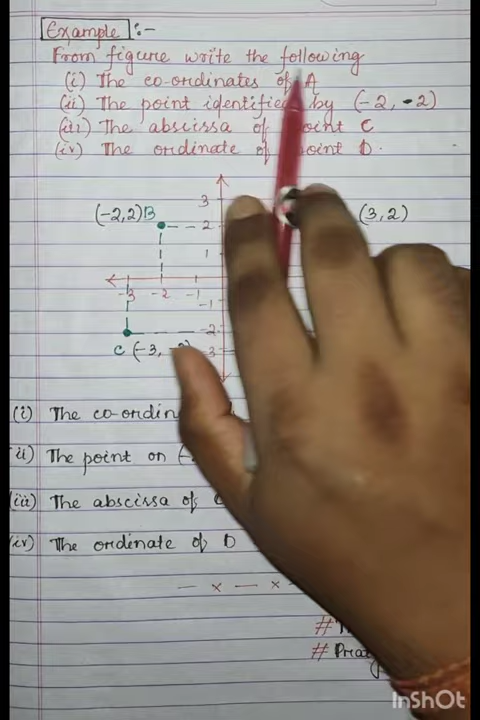 Example :-
From figure write the following
(i) The co-ordinates of A
(ii) The point identified by (-2, -2)
(iii) The abscissa of point C
(iv) The ordinate of point D.
3
(-2,2) B 2 (3,2)
1
-3 -2 -1
-1
-2
C (-3, -3
(i) The co-ordin
ii) The point on (-
(iii) The abscissa of C
(iv) The ordinate of D
— x — x
#
#
InShOt